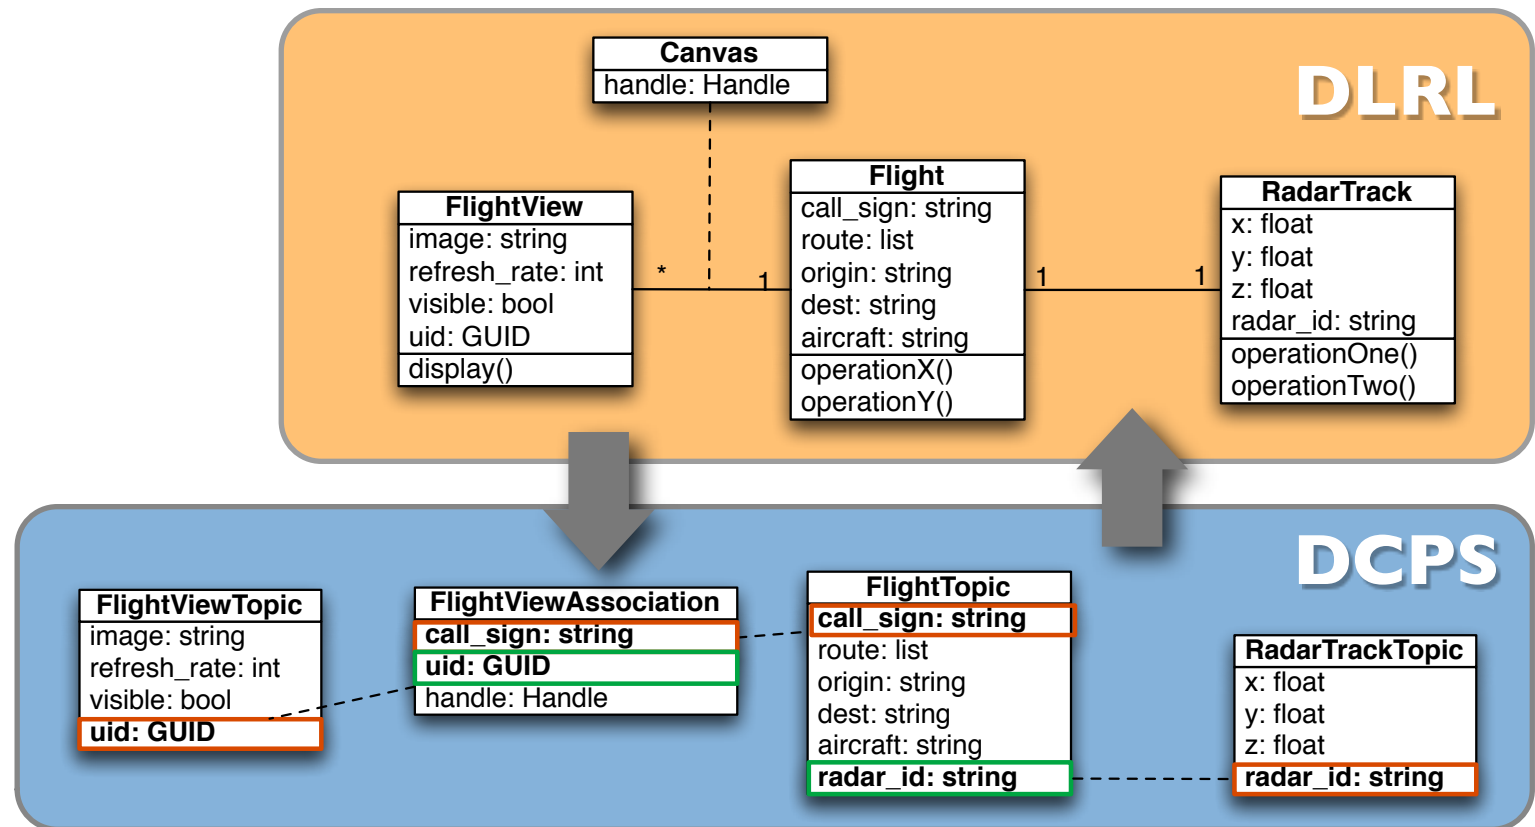 DLRL
Canvas
handle: Handle
FlightView
image: string
refresh_rate: int
visible: bool
uid: GUID
display()
*
1
Flight
call_sign: string
route: list
origin: string
dest: string
aircraft: string
operationX()
operationY()
1
1
RadarTrack
x: float
y: float
z: float
radar_id: string
operationOne()
operationTwo()
DCPS
FlightViewTopic
image: string
refresh_rate: int
visible: bool
uid: GUID
FlightViewAssociation
call_sign: string
uid: GUID
handle: Handle
FlightTopic
call_sign: string
route: list
origin: string
dest: string
aircraft: string
radar_id: string
RadarTrackTopic
x: float
y: float
z: float
radar_id: string